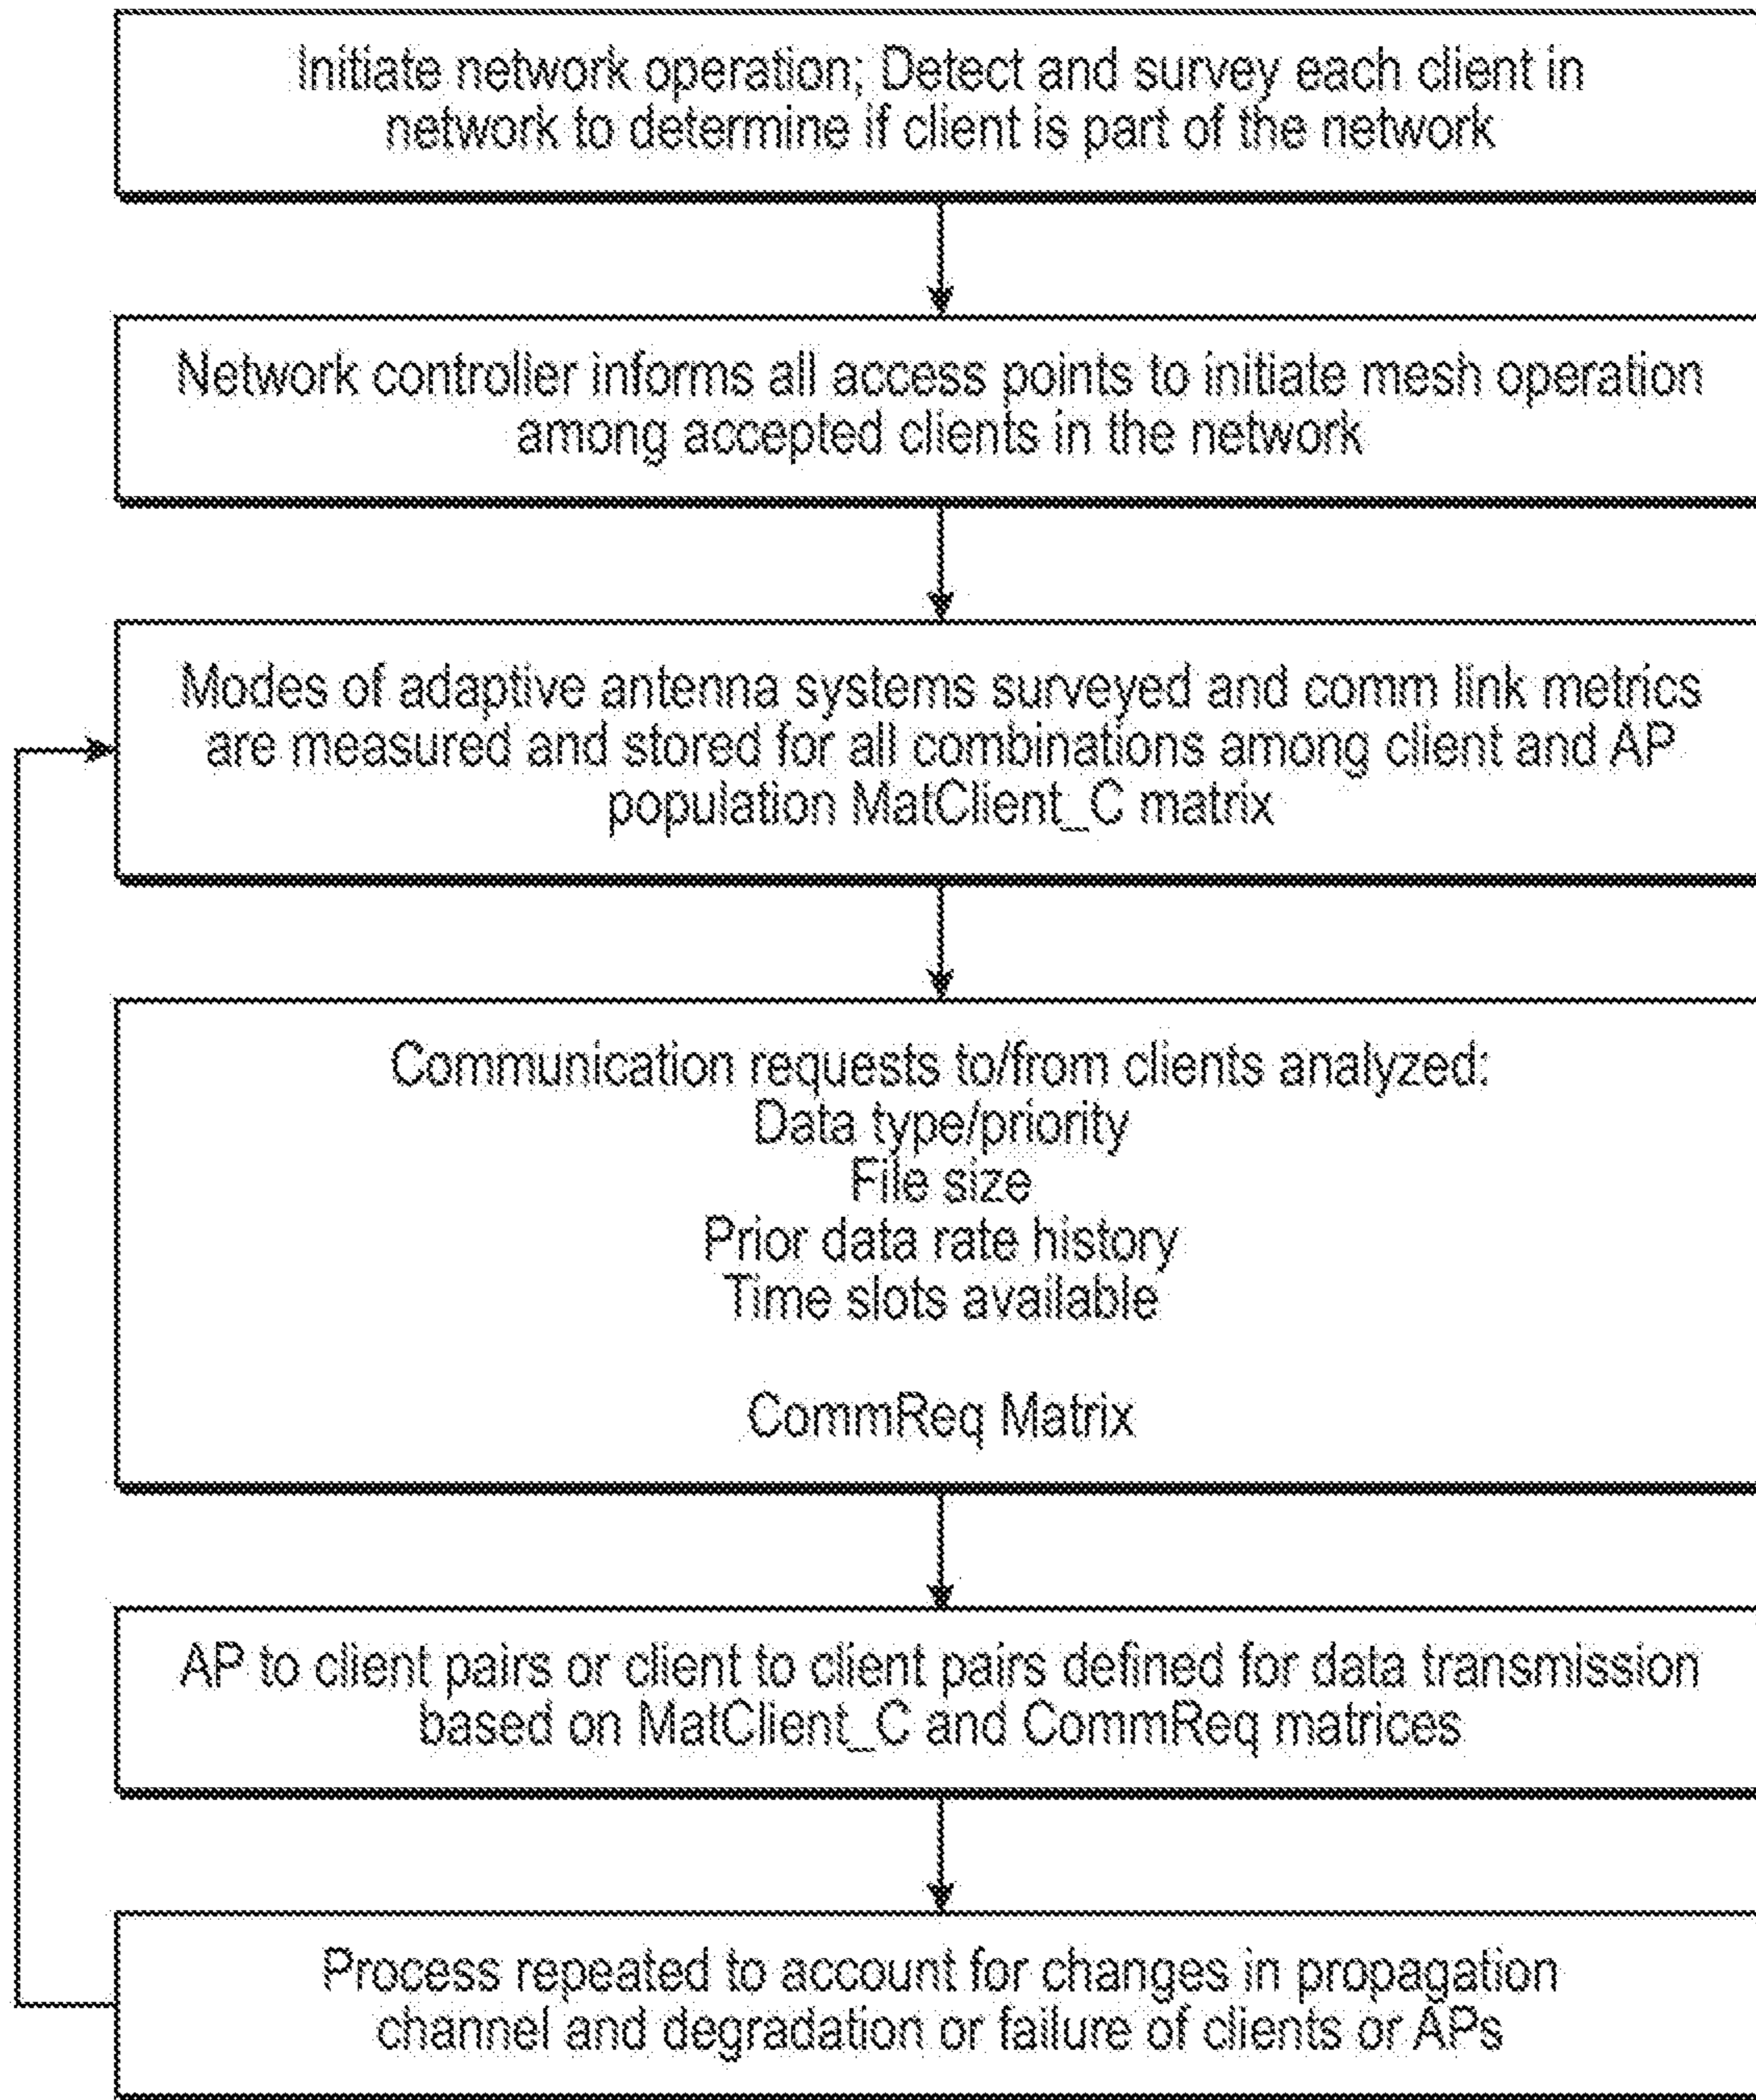 Initiate network operation; Detect and survey each client in
network to determine if client is part of the network
Network controller informs all access points to initiate mesh operation
among accepted clients in the network
Modes of adaptive antenna systems surveyed and comm link metrics
are measured and stored for all combinations among client and AP
population MatClient_C matrix
Communication requests to/from clients analyzed:
Data type/priority
File size
Prior data rate history
Time slots available
CommReq Matrix
AP to client pairs or client to client pairs defined for data transmission
based on MatClient_C and CommReq matrices
Process repeated to account for changes in propagation
channel and degradation or failure of clients or APs